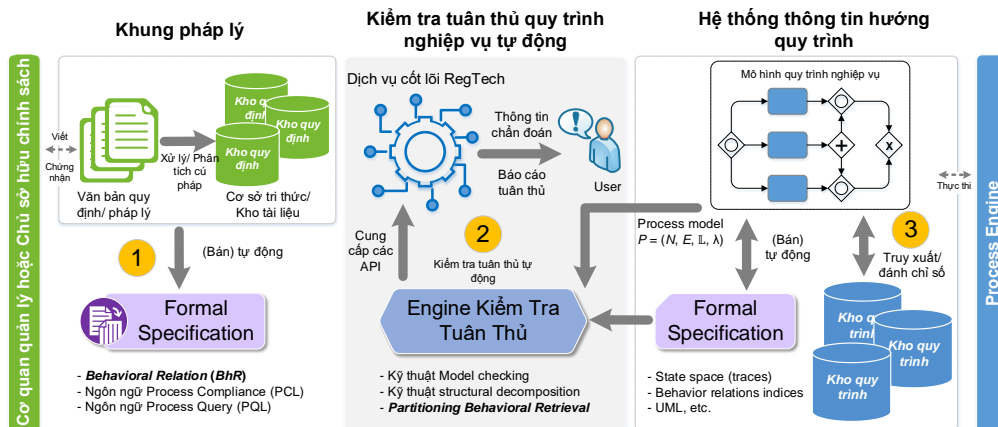 Khung pháp lý
Kiểm tra tuân thủ quy trình
nghiệp vụ tự động
Hệ thống thông tin hướng
quy trình
Cơ quan quản lý hoặc Chủ sở hữu chính sách
Viết
Chứng
nhận
Văn bản quy
định/ pháp lý
Xử lý/ Phân
tích cú
pháp
Kho quy
định
Kho quy
định
Kho quy
định
Cơ sở tri thức/
Kho tài liệu
1
(Bán) tự động
Formal
Specification
- Behavioral Relation (BhR)
- Ngôn ngữ Process Compliance (PCL)
- Ngôn ngữ Process Query (PQL)
Dịch vụ cốt lõi RegTech
Thông tin
chẩn đoán
Báo cáo
tuân thủ
User
Cung
cấp các
API
2
Kiểm tra tuân thủ tự
động
Engine Kiểm Tra
Tuân Thủ
- Kỹ thuật Model checking
- Kỹ thuật structural decomposition
- Partitioning Behavioral Retrieval
Mô hình quy trình nghiệp vụ
X
Process model
P = (N, E, 𝕃, λ)
(Bán)
tự động
3
Truy xuất/
đánh chỉ số
Formal
Specification
- State space (traces)
- Behavior relations indices
- UML, etc.
Kho quy
trình
Kho quy
trình
Kho quy
trình
Thực thi
Process Engine